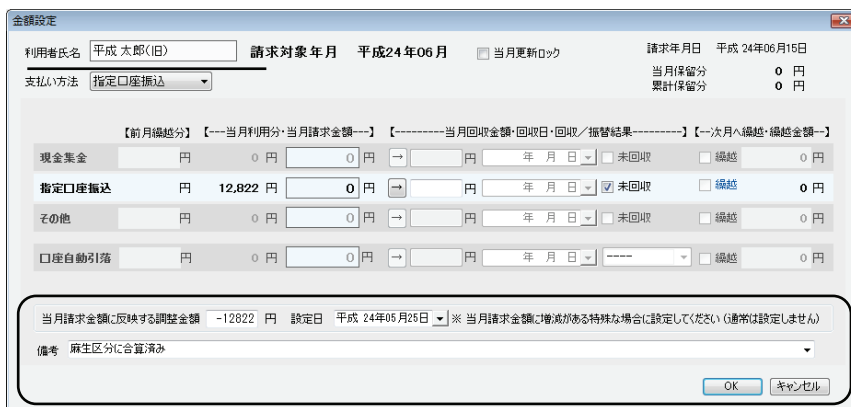 金額設定
利用者氏名 平成 太郎(旧) 請求対象年月 平成24年06月 当月更新ロック 請求年月日 平成 24年06月15日
支払い方法 指定口座振込 当月保留分 0 円
累計保留分 0 円
【前月繰越分】 【---当月利用分・当月請求金額---】 【---------当月回収金額・回収日・回収/振替結果---------】 【--次月へ繰越・繰越金額--】
現金集金 円 0 円 0 円 → 円 年 月 日 未回収 繰越 0 円
指定口座振込 円 12,822 円 0 円 → 円 年 月 日 未回収 繰越 0 円
その他 円 0 円 0 円 → 円 年 月 日 未回収 繰越 0 円
口座自動引落 円 0 円 0 円 → 円 年 月 日 ---- 繰越 0 円
当月請求金額に反映する調整金額 -12822 円 設定日 平成 24年05月25日 ※ 当月請求金額に増減がある特殊な場合に設定してください (通常は設定しません)
備考 麻生区分に合算済み
OK キャンセル